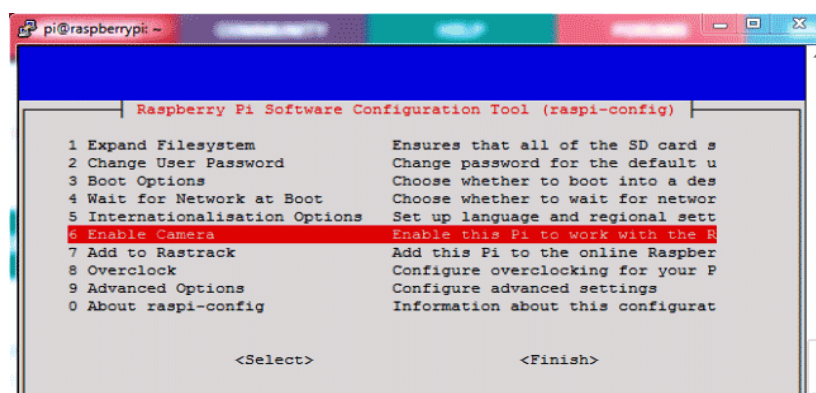 pi@raspberrypi: ~
Raspberry Pi Software Configuration Tool (raspi-config)
1 Expand Filesystem Ensures that all of the SD card s
2 Change User Password Change password for the default u
3 Boot Options Choose whether to boot into a des
4 Wait for Network at Boot Choose whether to wait for networ
5 Internationalisation Options Set up language and regional sett
6 Enable Camera Enable this Pi to work with the R
7 Add to Rastrack Add this Pi to the online Raspber
8 Overclock Configure overclocking for your P
9 Advanced Options Configure advanced settings
0 About raspi-config Information about this configurat
<Select> <Finish>